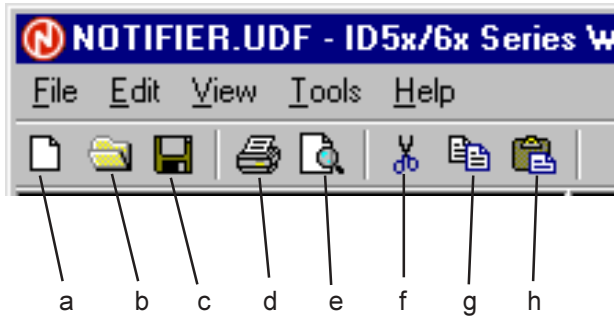 NOTIFIER.UDF - ID5x/6x Series W
File Edit View Tools Help
a b c d e f g h